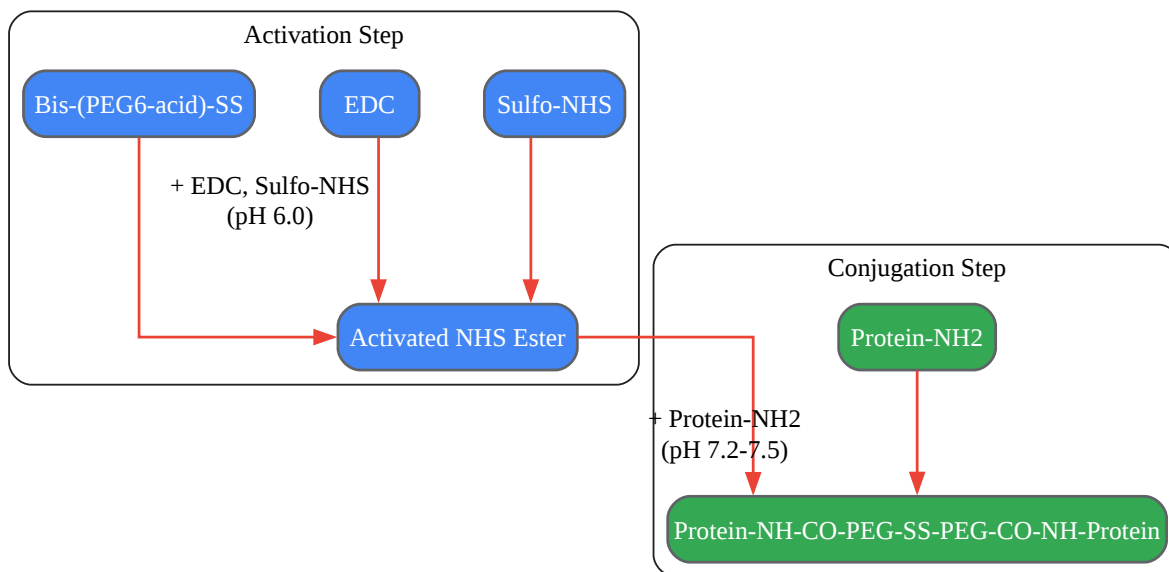 Activation Step
Bis-(PEG6-acid)-SS
EDC
Sulfo-NHS
+ EDC, Sulfo-NHS
(pH 6.0)
Activated NHS Ester
Conjugation Step
Protein-NH2
+ Protein-NH2
(pH 7.2-7.5)
Protein-NH-CO-PEG-SS-PEG-CO-NH-Protein